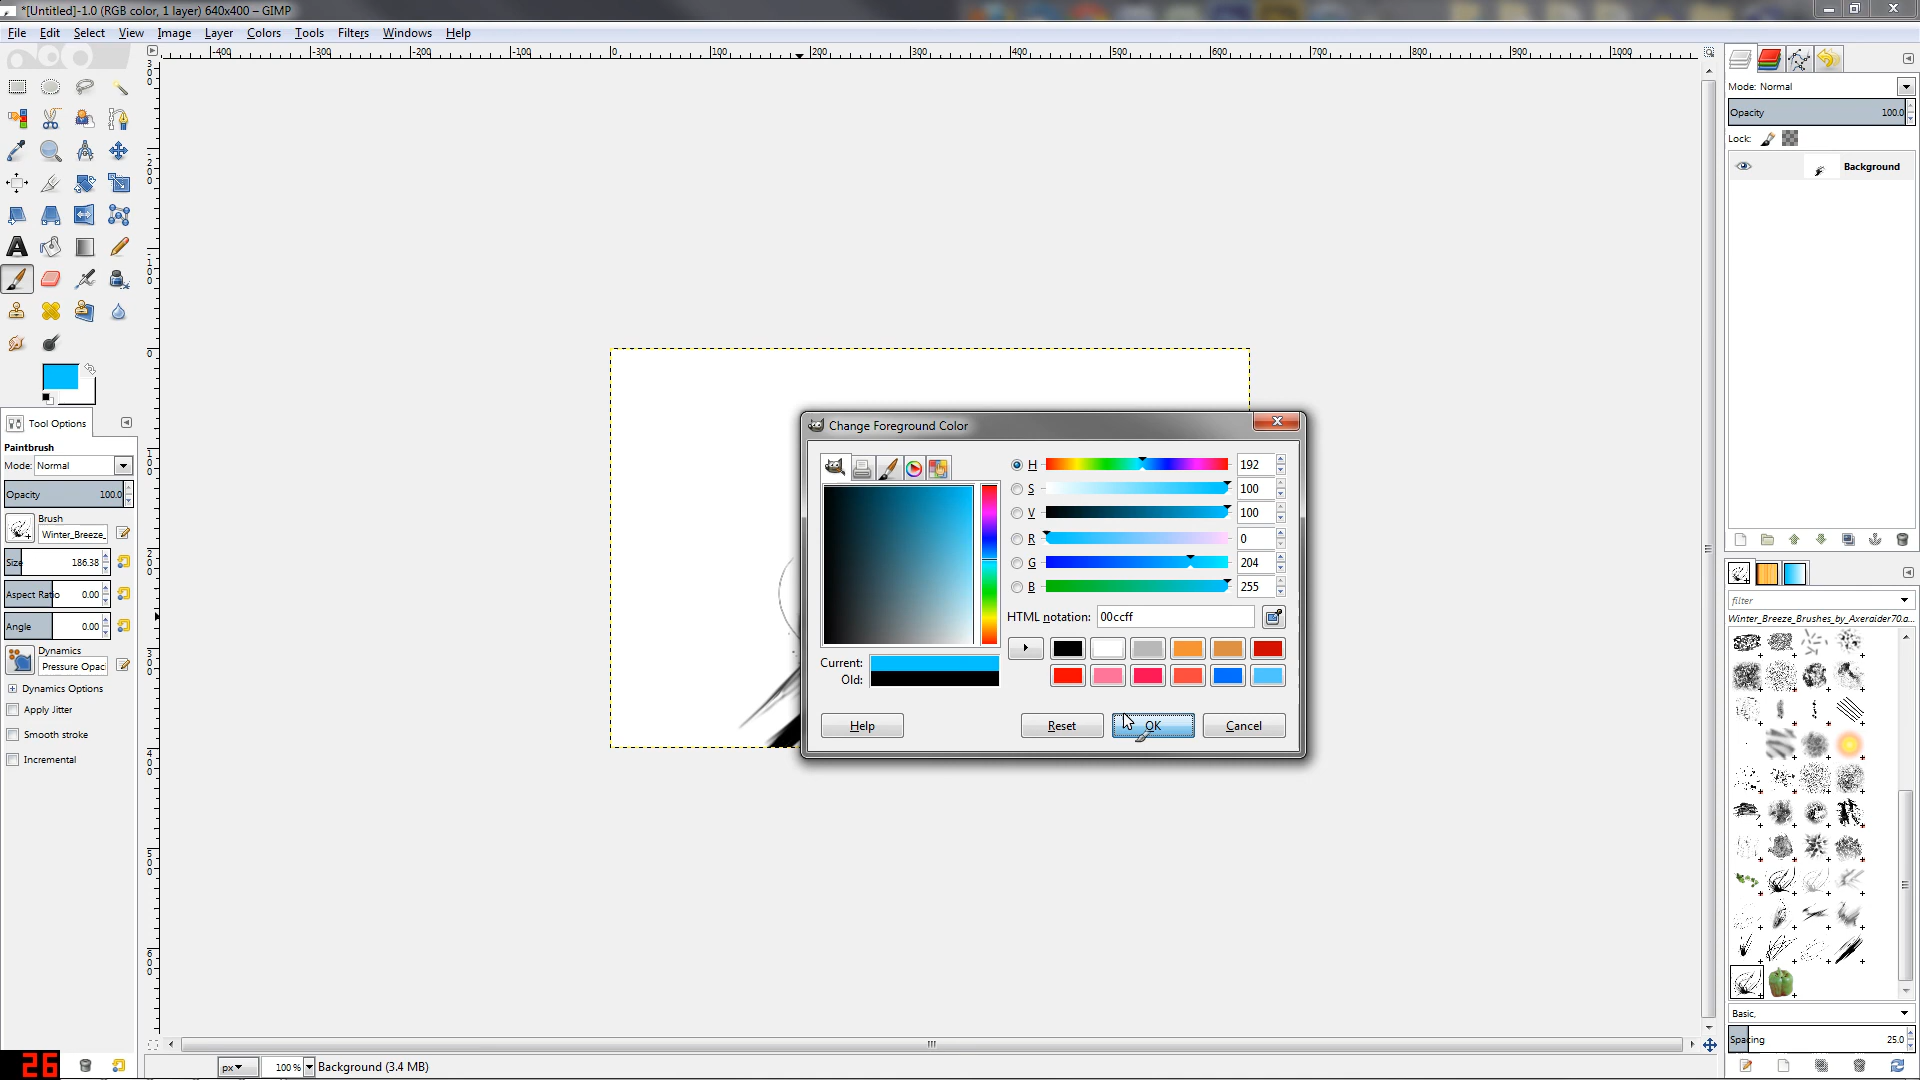 *[Untitled]-1.0 (RGB color, 1 layer) 640x400 – GIMP
File Edit Select View Image Layer Colors Tools Filters Windows Help
-400 -300 -200 -100 0 100 200 300 400 500 600 700 800 900 1000
Mode: Normal
Opacity 100.0
Lock:
Background
Tool Options
Paintbrush
Mode: Normal
Opacity 100.0
Brush
Winter_Breeze_
Size 186.38
Aspect Ratio 0.00
Angle 0.00
Dynamics
Pressure Opaci
Dynamics Options
Apply Jitter
Smooth stroke
Incremental
Change Foreground Color
H 192
S 100
V 100
R 0
G 204
B 255
HTML notation: 00ccff
Current:
Old:
Help Reset OK Cancel
filter
Winter_Breeze_Brushes_by_Axeraider70.a...
Basic,
Spacing 25.0
26
px 100 % Background (3.4 MB)